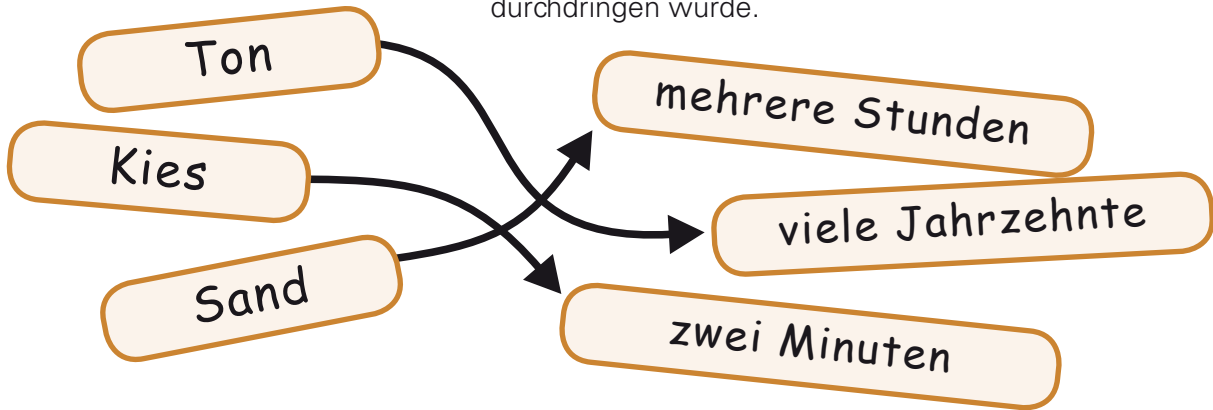 durchdringen würde.
Ton
Kies
Sand
mehrere Stunden
viele Jahrzehnte
zwei Minuten